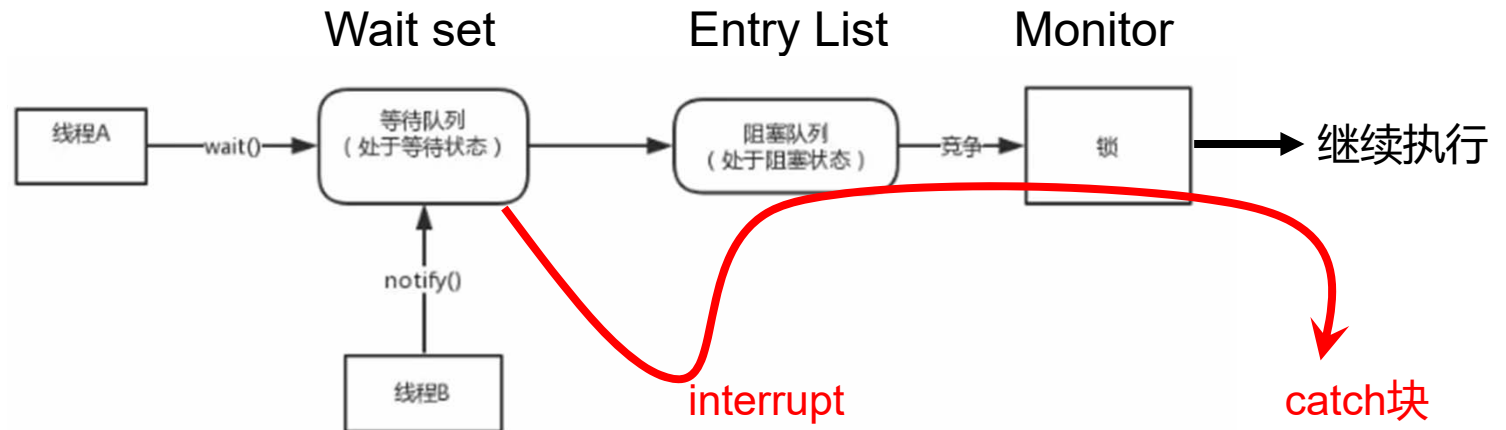 Wait set
Entry List
Monitor
线程A
wait()
等待队列
（处于等待状态）
阻塞队列
（处于阻塞状态）
竞争
锁
继续执行
notify()
线程B
interrupt
catch块